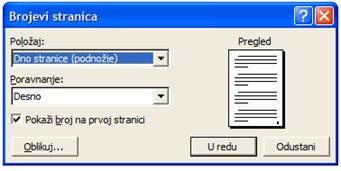 Brojevi stranica
Položaj:
Pregled
Dno stranice (podnožje)
Poravnanje:
Desno
Pokaži broj na prvoj stranici
Oblikuj...
U redu
Odustani